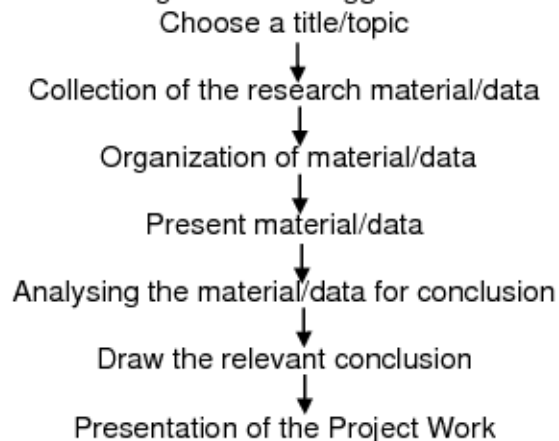 Choose a title/topic
Collection of the research material/data
Organization of material/data
Present material/data
Analysing the material/data for conclusion
Draw the relevant conclusion
Presentation of the Project Work